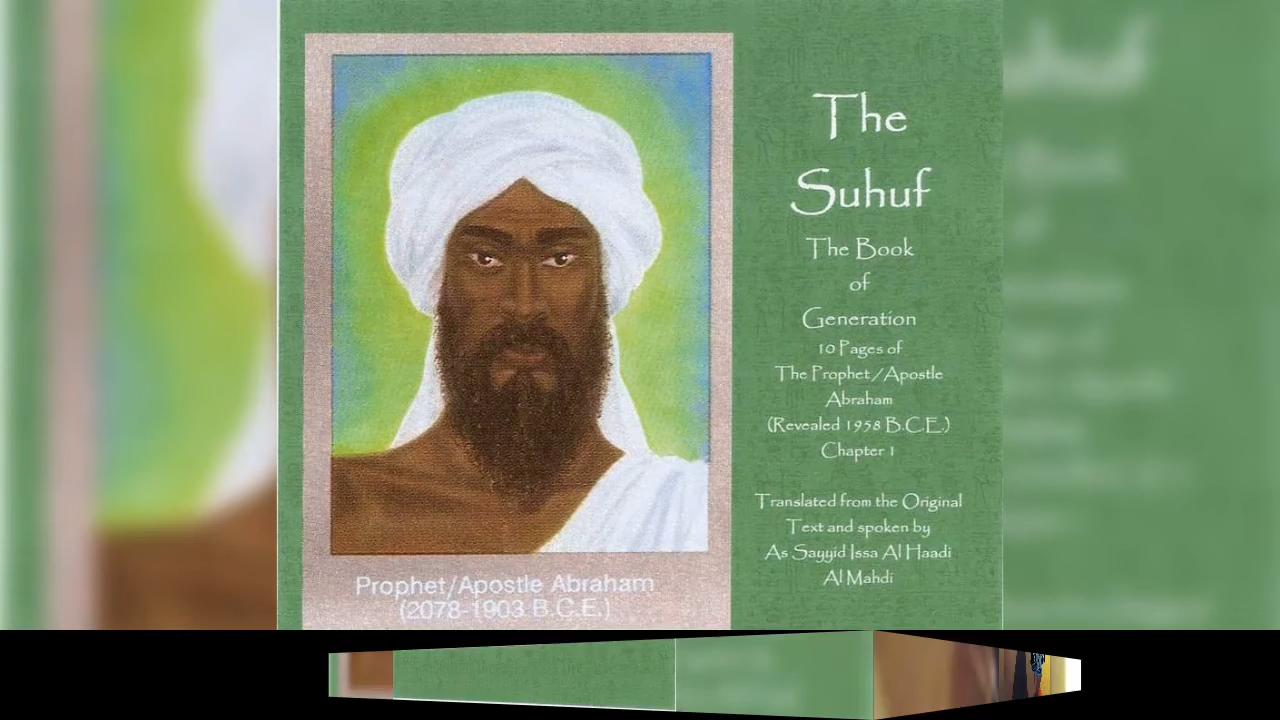 The
Suhuf
The Book
of
Generation
10 Pages of
The Prophet/Apostle
Abraham
(Revealed 1958 B.C.E.)
Chapter 1
Translated from the Original
Text and spoken by
As Sayyid Issa Al Haadi
Al Mahdi
Prophet/Apostle Abraham
(2078-1903 B.C.E.)